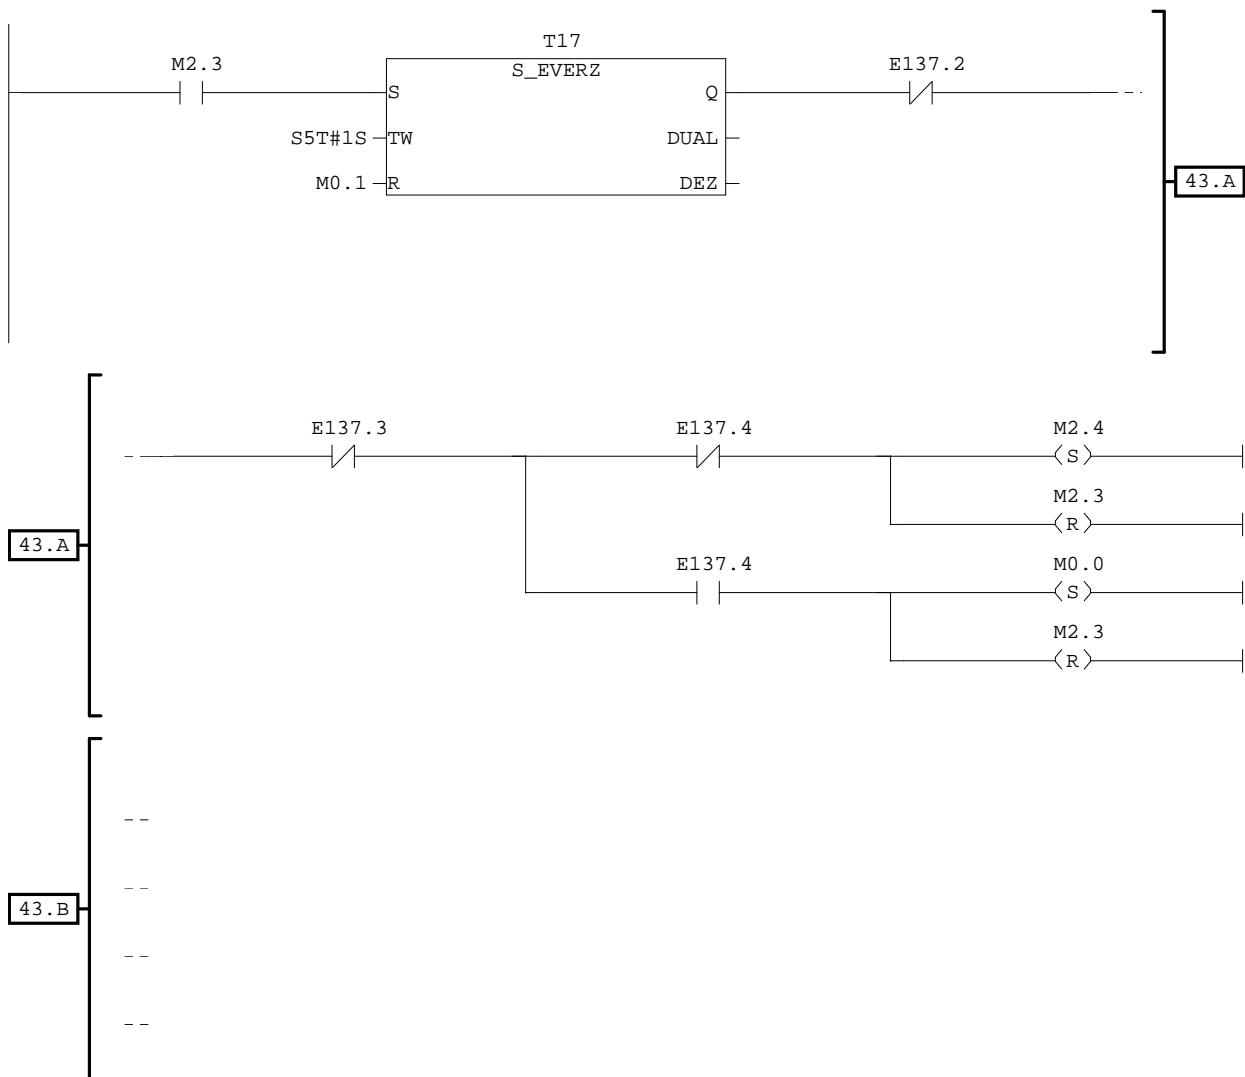 T17
M2.3
S_EVERZ
E137.2
S
Q
S5T#1S
TW
DUAL
M0.1
R
DEZ
43.A
E137.3
E137.4
M2.4
S
M2.3
R
43.A
E137.4
M0.0
S
M2.3
R
43.B